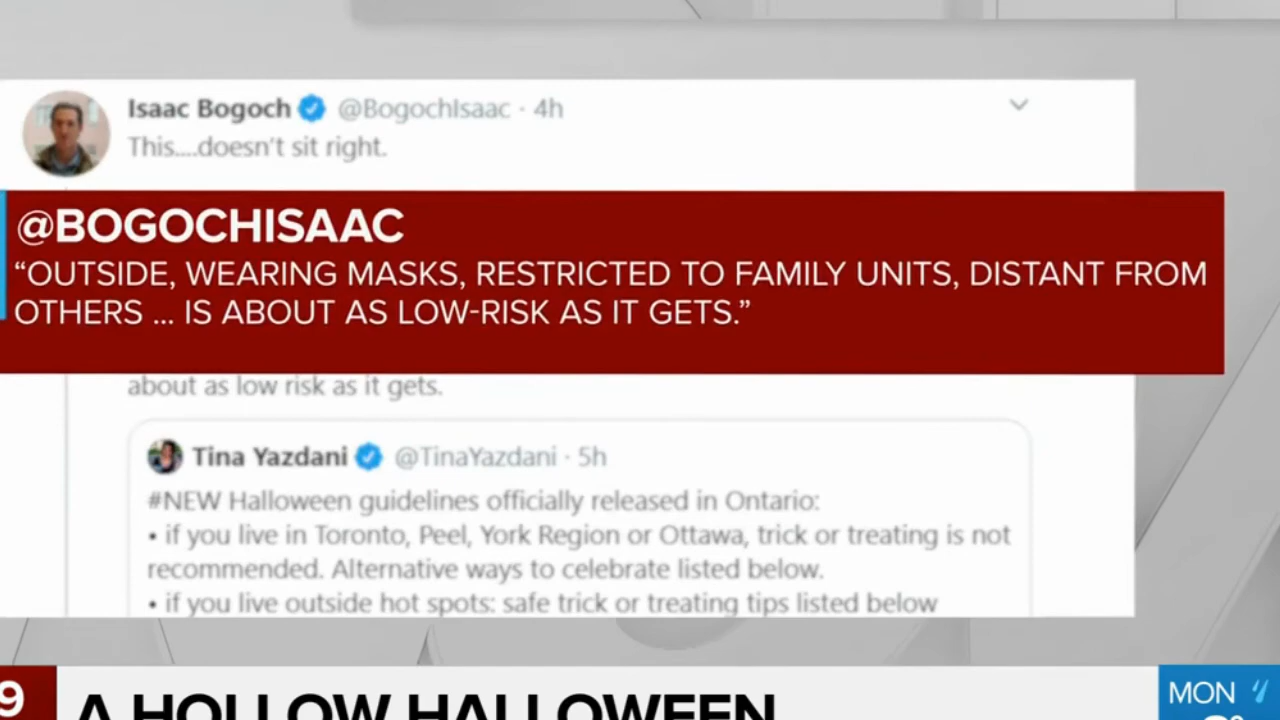 Isaac Bogoch @BogochIsaac · 4h
This....doesn't sit right.
@BOGOCHISAAC
“OUTSIDE, WEARING MASKS, RESTRICTED TO FAMILY UNITS, DISTANT FROM
OTHERS ... IS ABOUT AS LOW-RISK AS IT GETS.”
about as low risk as it gets.
Tina Yazdani @TinaYazdani · 5h
#NEW Halloween guidelines officially released in Ontario:
• if you live in Toronto, Peel, York Region or Ottawa, trick or treating is not
recommended. Alternative ways to celebrate listed below.
• if you live outside hot spots: safe trick or treating tips listed below
9
A HOLLOW HALLOWEEN
MON